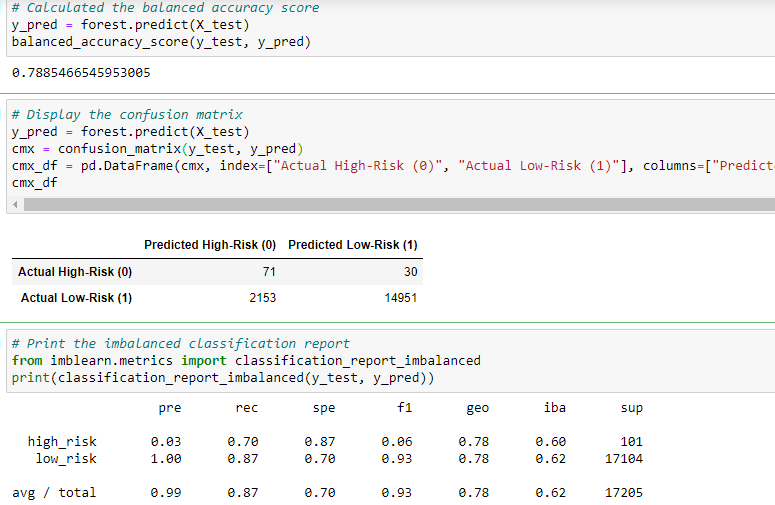 # Calculated the balanced accuracy score
y_pred = forest.predict(X_test)
balanced_accuracy_score(y_test, y_pred)
0.7885466545953005
# Display the confusion matrix
y_pred = forest.predict(X_test)
cmx = confusion_matrix(y_test, y_pred)
cmx_df = pd.DataFrame(cmx, index=["Actual High-Risk (0)", "Actual Low-Risk (1)"], columns=["Predict
cmx_df
Predicted High-Risk (0) Predicted Low-Risk (1)
Actual High-Risk (0) 71 30
Actual Low-Risk (1) 2153 14951
# Print the imbalanced classification report
from imblearn.metrics import classification_report_imbalanced
print(classification_report_imbalanced(y_test, y_pred))
pre rec spe f1 geo iba sup
high_risk 0.03 0.70 0.87 0.06 0.78 0.60 101
low_risk 1.00 0.87 0.70 0.93 0.78 0.62 17104
avg / total 0.99 0.87 0.70 0.93 0.78 0.62 17205